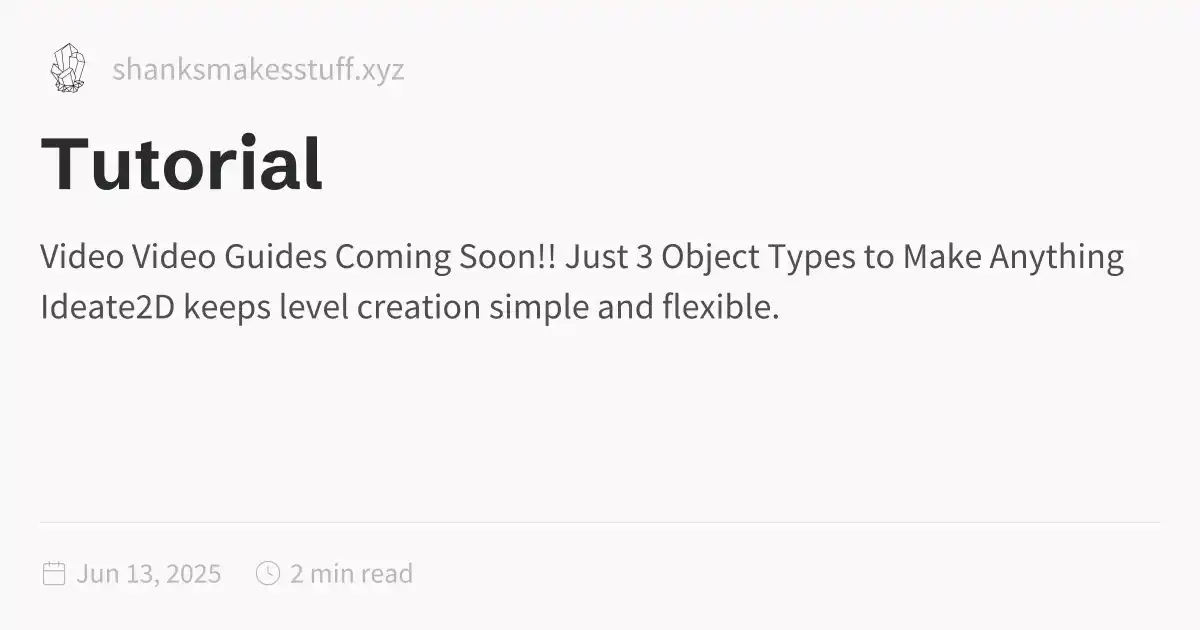 shanksmakesstuff.xyz
Tutorial
Video Video Guides Coming Soon!! Just 3 Object Types to Make Anything
Ideate2D keeps level creation simple and flexible.
Jun 13, 2025 2 min read